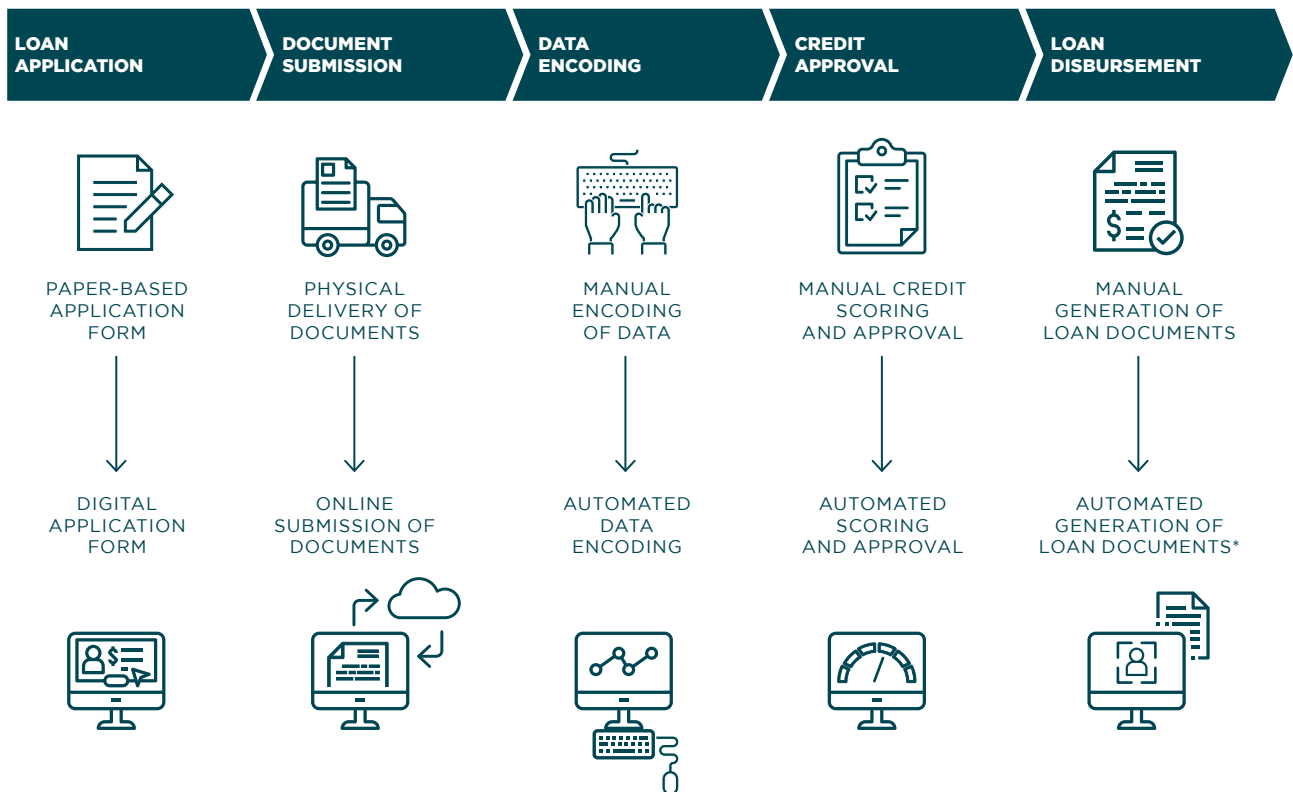 LOAN
APPLICATION
DOCUMENT
SUBMISSION
DATA
ENCODING
CREDIT
APPROVAL
LOAN
DISBURSEMENT
PAPER-BASED
APPLICATION
FORM
PHYSICAL
DELIVERY OF
DOCUMENTS
MANUAL
ENCODING
OF DATA
MANUAL CREDIT
SCORING
AND APPROVAL
MANUAL
GENERATION OF
LOAN DOCUMENTS
DIGITAL
APPLICATION
FORM
ONLINE
SUBMISSION OF
DOCUMENTS
AUTOMATED
DATA
ENCODING
AUTOMATED
SCORING
AND APPROVAL
AUTOMATED
GENERATION OF
LOAN DOCUMENTS*